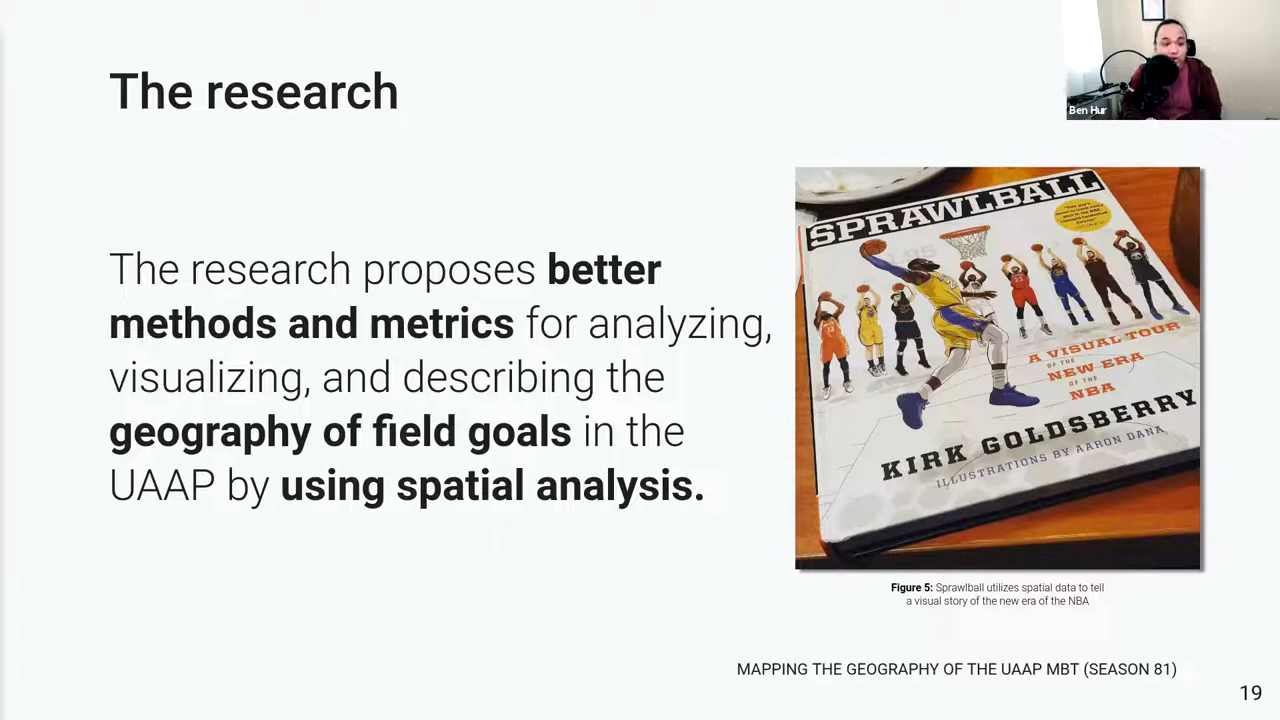 The research
Ben Hur
The research proposes better
methods and metrics for analyzing,
visualizing, and describing the
geography of field goals in the
UAAP by using spatial analysis.
SPRAWLBALL
A VISUAL TOUR
OF THE
NEW ERA
OF THE
NBA
KIRK GOLDSBERRY
ILLUSTRATIONS BY AARON DANA
Figure 5: Sprawlball utilizes spatial data to tell
a visual story of the new era of the NBA
MAPPING THE GEOGRAPHY OF THE UAAP MBT (SEASON 81)
19